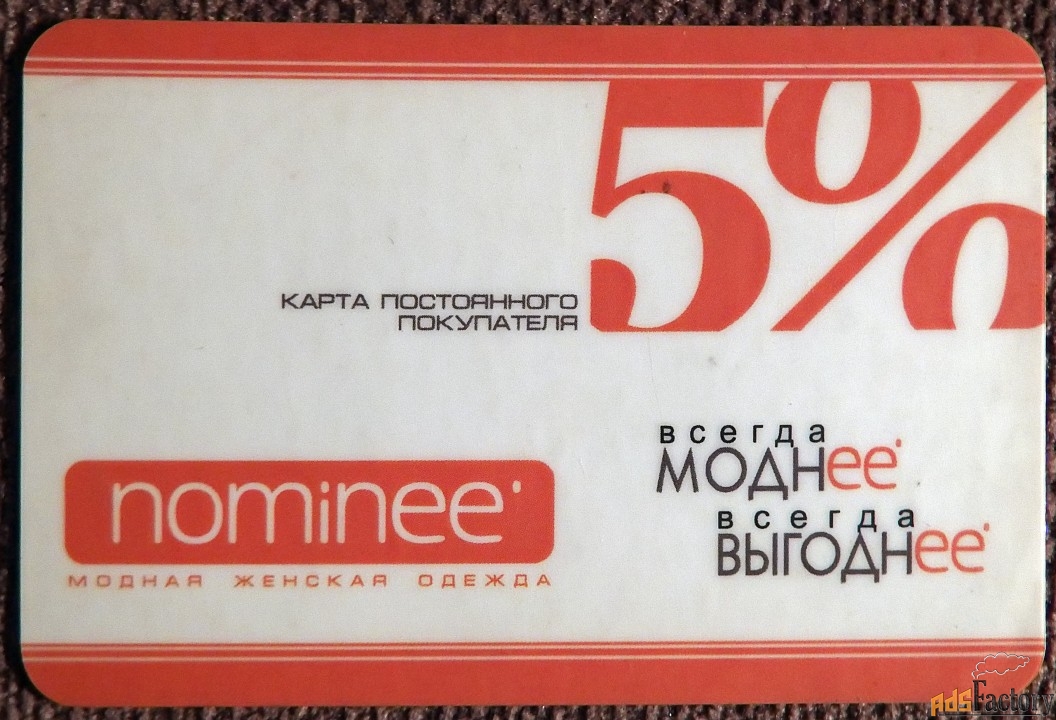 5%
КАРТА ПОСТОЯННОГО
ПОКУПАТЕЛЯ
всегда
МОДНее
всегда
ВЫГОДНее
nominee
МОДНАЯ ЖЕНСКАЯ ОДЕЖДА
AdsFactory